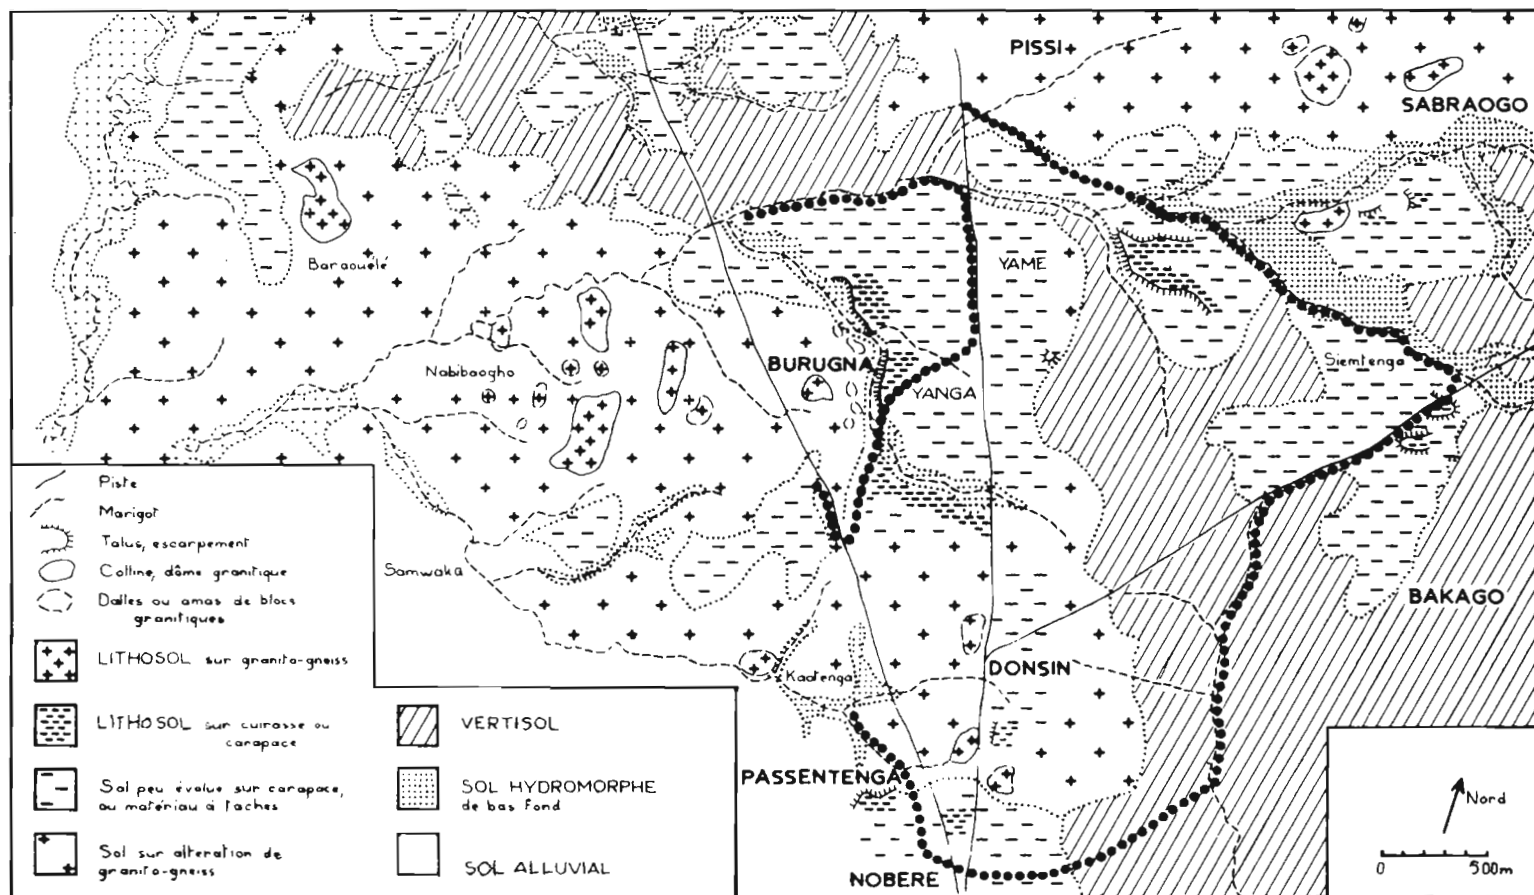 PISSI
SABRAOGO
Baraouélé
YAME
Nabibaogho
BURUGNA
YANGA
Siemtenga
Samwaka
BAKAGO
DONSIN
Kaatenga
PASSENTENGA
NOBERE
Piste
Marigot
Talus, escarpement
Colline, dôme granitique
Dalles ou amas de blocs
granitiques
LITHOSOL sur granito-gneiss
LITHOSOL sur cuirasse ou
carapace
Sol peu évolue sur carapace,
ou matériau à taches
Sol sur altération de
granito-gneiss
VERTISOL
SOL HYDROMORPHE
de bas fond
SOL ALLUVIAL
Nord
0 500m